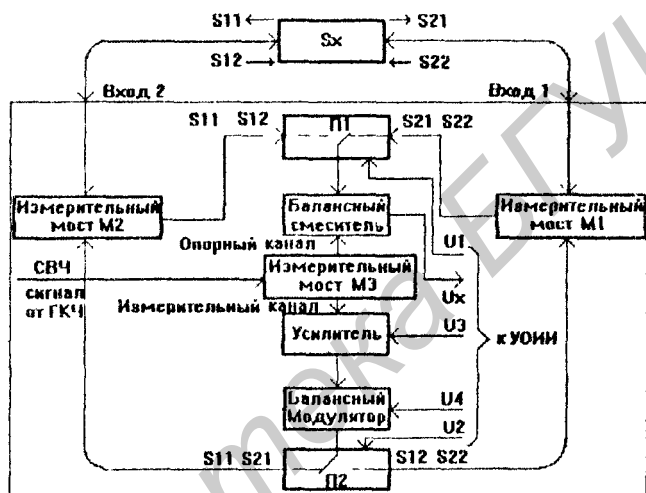 S11 S21
Sx
S12 S22
Вход 2 Вход 1
S11 S12 П1 S21 S22
Измерительный
мост М2
Балансный
смеситель
Измерительный
мост М1
Опорный канал
U1
СВЧ
сигнал
от ГКЧ
Измерительный
мост М3
Ux
Измерительный канал
Усилитель
U3
к УОИИ
Балансный
Модулятор
U4
U2
S11 S21 П2 S12 S22
тека БГУИ